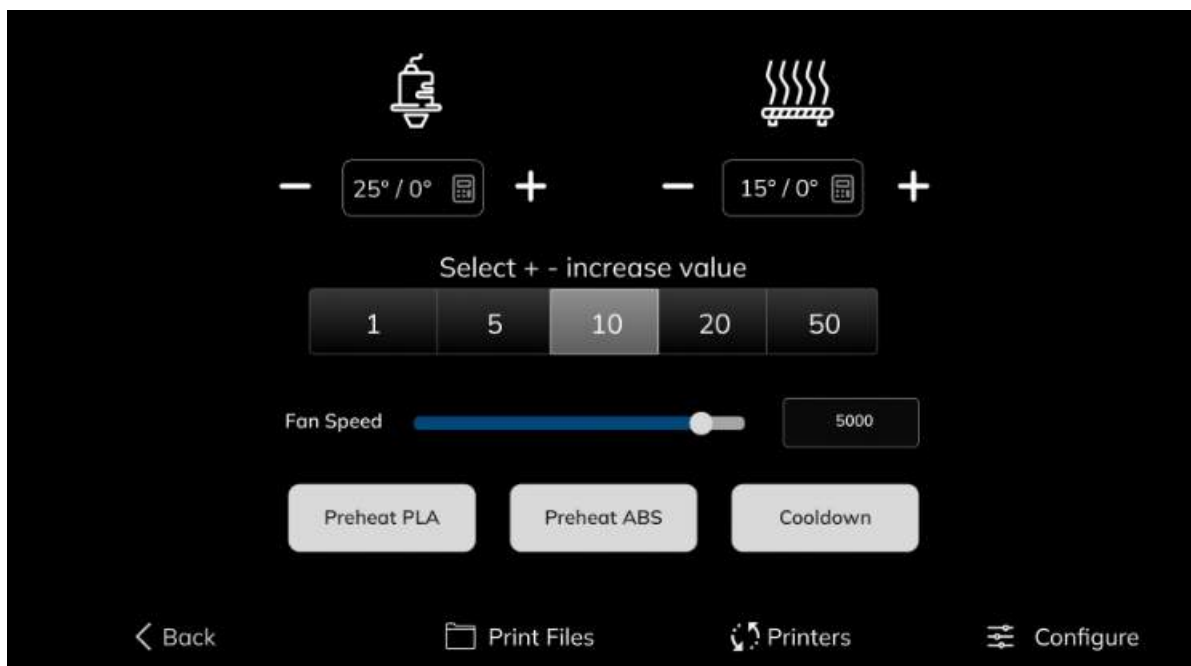 − 25° / 0° + − 15° / 0° +
Select + - increase value
1 5 10 20 50
Fan Speed 5000
Preheat PLA Preheat ABS Cooldown
Back Print Files Printers Configure